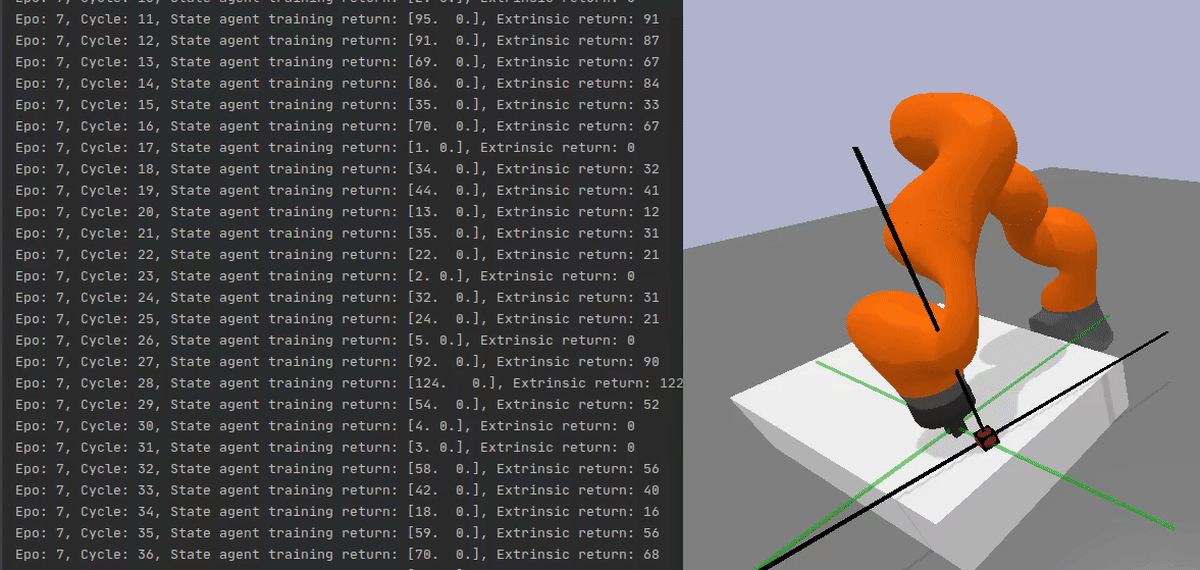 Epo: 7, Cycle: 11, State agent training return: [95.  0.], Extrinsic return: 91
Epo: 7, Cycle: 12, State agent training return: [91.  0.], Extrinsic return: 87
Epo: 7, Cycle: 13, State agent training return: [69.  0.], Extrinsic return: 67
Epo: 7, Cycle: 14, State agent training return: [86.  0.], Extrinsic return: 84
Epo: 7, Cycle: 15, State agent training return: [35.  0.], Extrinsic return: 33
Epo: 7, Cycle: 16, State agent training return: [70.  0.], Extrinsic return: 67
Epo: 7, Cycle: 17, State agent training return: [1. 0.], Extrinsic return: 0
Epo: 7, Cycle: 18, State agent training return: [34.  0.], Extrinsic return: 32
Epo: 7, Cycle: 19, State agent training return: [44.  0.], Extrinsic return: 41
Epo: 7, Cycle: 20, State agent training return: [13.  0.], Extrinsic return: 12
Epo: 7, Cycle: 21, State agent training return: [35.  0.], Extrinsic return: 31
Epo: 7, Cycle: 22, State agent training return: [22.  0.], Extrinsic return: 21
Epo: 7, Cycle: 23, State agent training return: [2. 0.], Extrinsic return: 0
Epo: 7, Cycle: 24, State agent training return: [32.  0.], Extrinsic return: 31
Epo: 7, Cycle: 25, State agent training return: [24.  0.], Extrinsic return: 21
Epo: 7, Cycle: 26, State agent training return: [5. 0.], Extrinsic return: 0
Epo: 7, Cycle: 27, State agent training return: [92.  0.], Extrinsic return: 90
Epo: 7, Cycle: 28, State agent training return: [124.   0.], Extrinsic return: 122
Epo: 7, Cycle: 29, State agent training return: [54.  0.], Extrinsic return: 52
Epo: 7, Cycle: 30, State agent training return: [4. 0.], Extrinsic return: 0
Epo: 7, Cycle: 31, State agent training return: [3. 0.], Extrinsic return: 0
Epo: 7, Cycle: 32, State agent training return: [58.  0.], Extrinsic return: 56
Epo: 7, Cycle: 33, State agent training return: [42.  0.], Extrinsic return: 40
Epo: 7, Cycle: 34, State agent training return: [18.  0.], Extrinsic return: 16
Epo: 7, Cycle: 35, State agent training return: [59.  0.], Extrinsic return: 56
Epo: 7, Cycle: 36, State agent training return: [70.  0.], Extrinsic return: 68